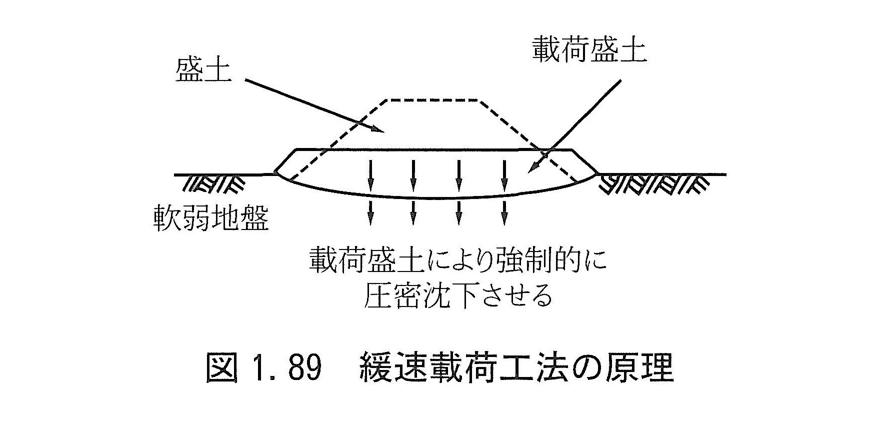 盛土
載荷盛土
軟弱地盤
載荷盛土により強制的に
圧密沈下させる
図1.89 緩速載荷工法の原理